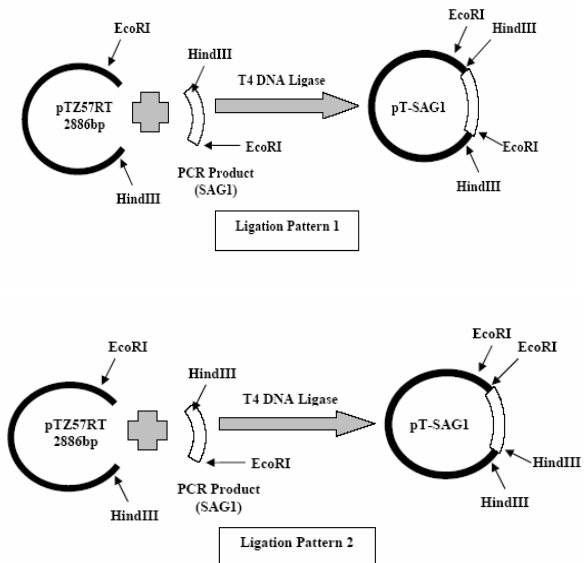 EcoRI
pTZ57RT
2886bp
HindIII
HindIII
EcoRI
PCR Product
(SAG1)
T4 DNA Ligase
EcoRI
HindIII
pT-SAG1
EcoRI
HindIII
Ligation Pattern 1
EcoRI
pTZ57RT
2886bp
HindIII
HindIII
EcoRI
PCR Product
(SAG1)
T4 DNA Ligase
EcoRI
EcoRI
pT-SAG1
HindIII
HindIII
Ligation Pattern 2